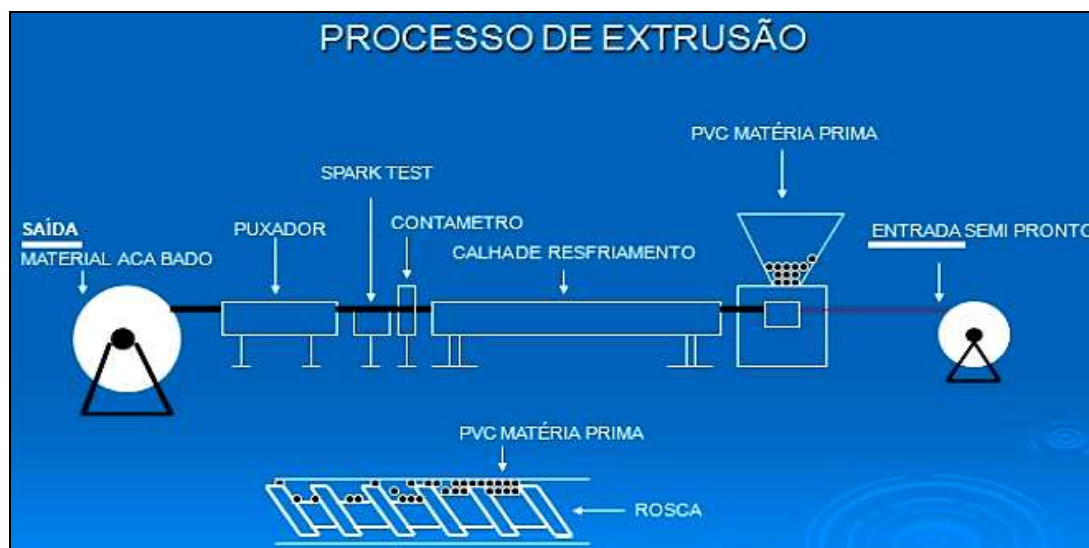 PROCESSO DE EXTRUSÃO
PVC MATÉRIA PRIMA
SPARK TEST
CONTAMETRO
SAÍDA
PUXADOR
ENTRADA SEMI PRONTO
CALHA DE RESFRIAMENTO
MATERIAL ACA BADO
PVC MATÉRIA PRIMA
ROSCA